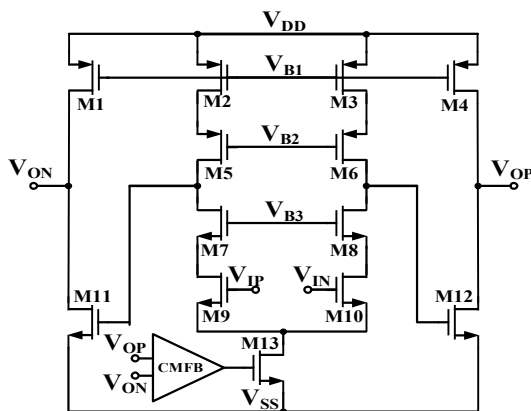 VDD
VB1
M1
M2
M3
M4
VB2
VON
M5
M6
VOP
VB3
M7
M8
VIP
VIN
M11
M9
M10
M12
VOP
M13
CMFB
VON
VSS